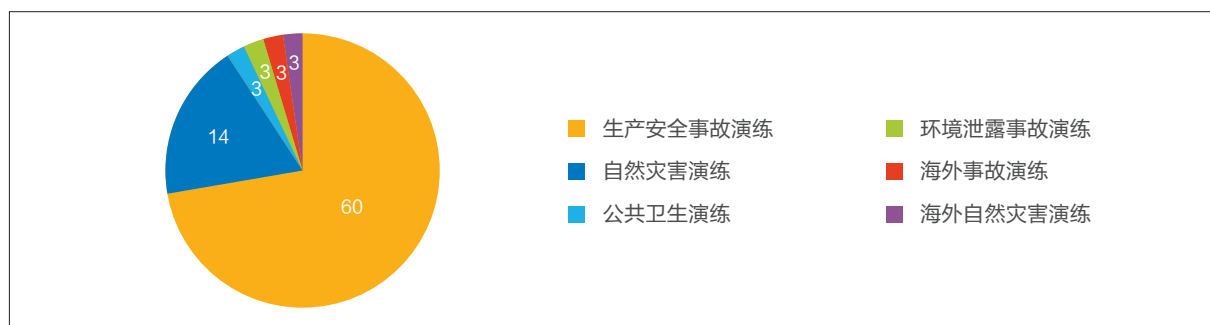 3
3
3
3
14
60
生产安全事故演练
环境泄露事故演练
自然灾害演练
海外事故演练
公共卫生演练
海外自然灾害演练